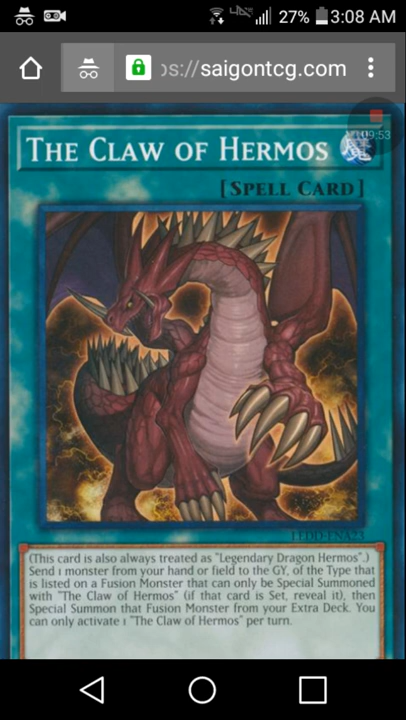 27% 3:08 AM
os://saigontcg.com
9:53
THE CLAW OF HERMOS 魔
[SPELL CARD]
LEDD-ENA23
(This card is also always treated as "Legendary Dragon Hermos".)
Send 1 monster from your hand or field to the GY, of the Type that
is listed on a Fusion Monster that can only be Special Summoned
with "The Claw of Hermos" (if that card is Set, reveal it), then
Special Summon that Fusion Monster from your Extra Deck. You
can only activate 1 "The Claw of Hermos" per turn.